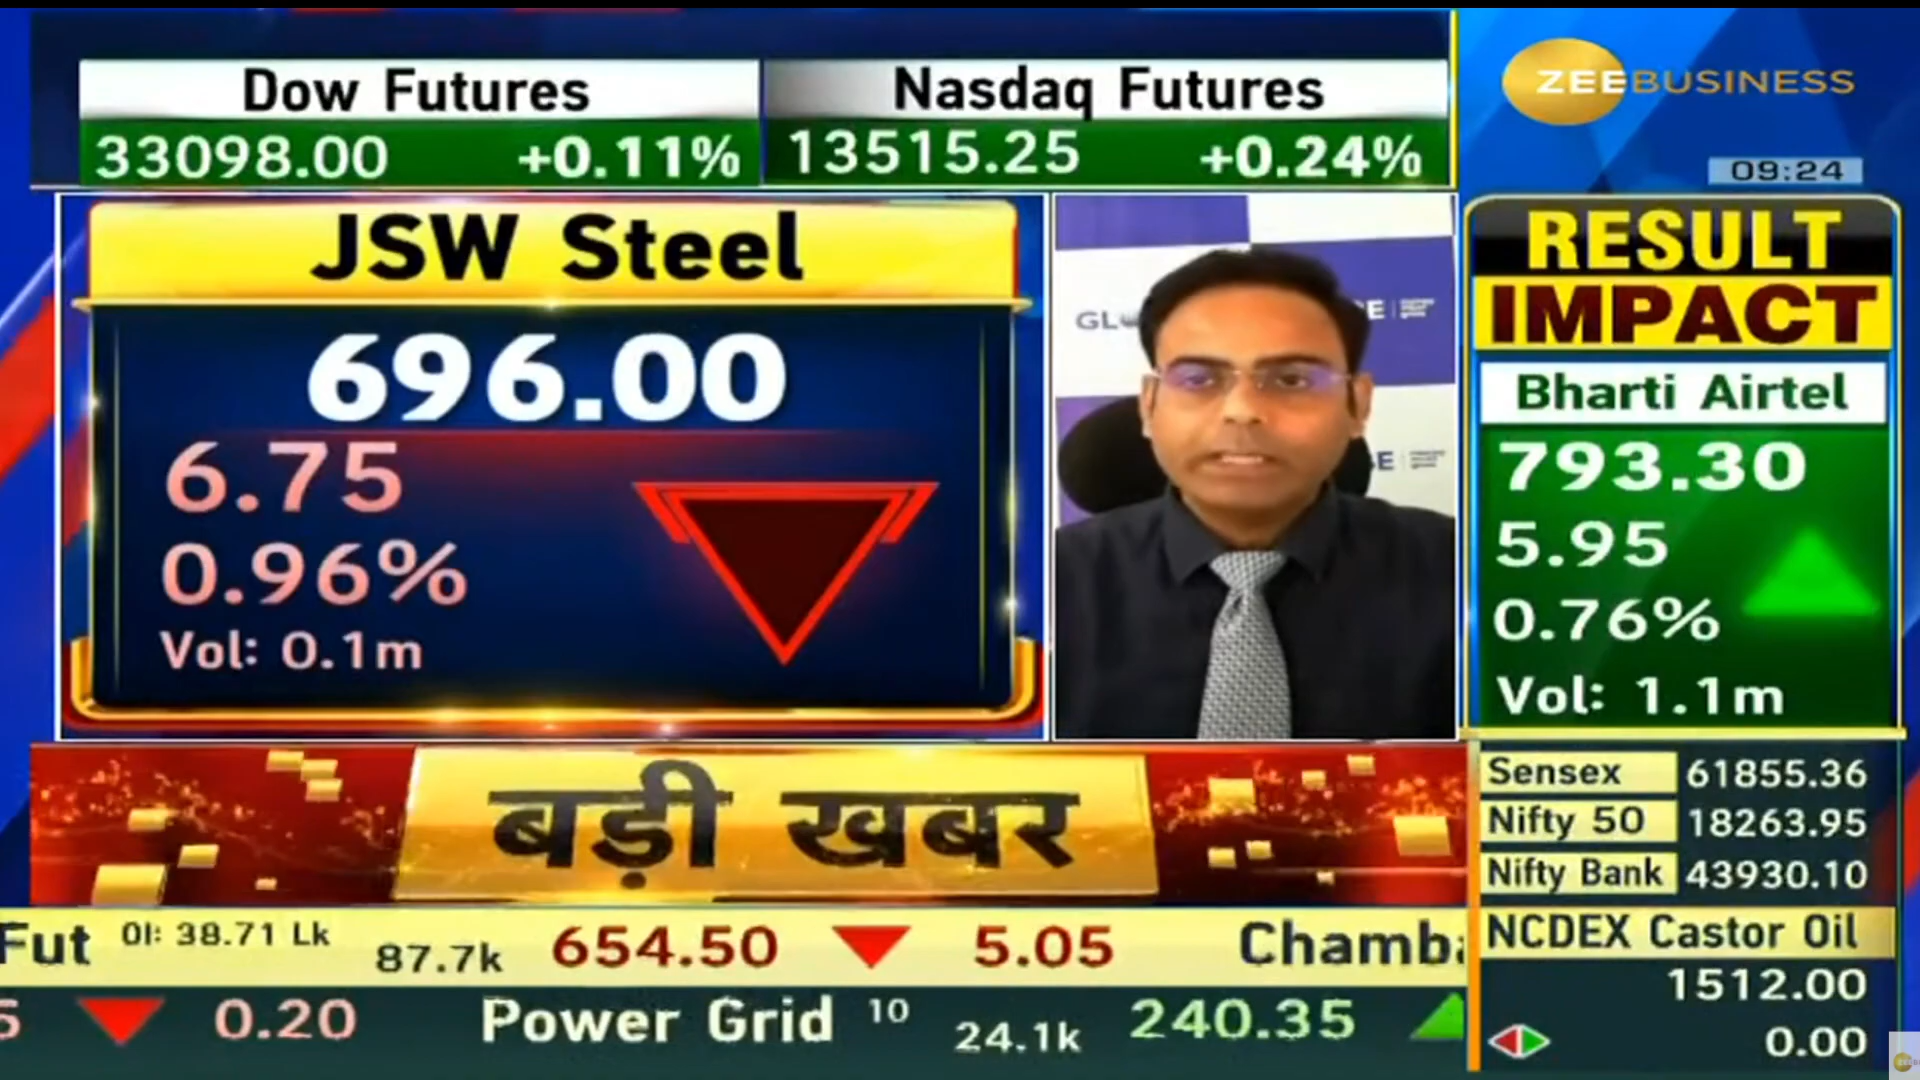 Dow Futures
33098.00 +0.11%
Nasdaq Futures
13515.25 +0.24%
ZEEBUSINESS
09:24
JSW Steel
696.00
6.75
0.96%
Vol: 0.1m
GL
E
E
RESULT
IMPACT
Bharti Airtel
793.30
5.95
0.76%
Vol: 1.1m
बड़ी खबर
Sensex 61855.36
Nifty 50 18263.95
Nifty Bank 43930.10
NCDEX Castor Oil
1512.00
0.00
Fut OI: 38.71 Lk 87.7k 654.50 5.05 Chamba
5 0.20 Power Grid 10 24.1k 240.35